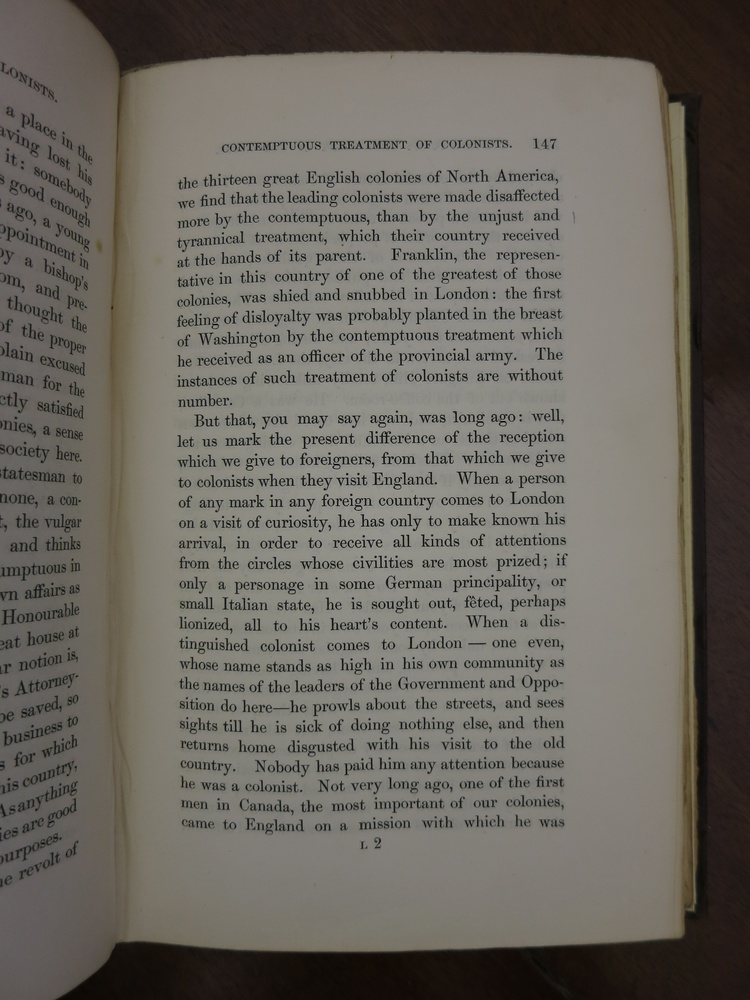 LONISTS.
a place in the
aving lost his
it: somebody
s good enough
ago, a young
ppointment in
by a bishop's
om, and pre-
thought the
of the proper
plain excused
man for the
ctly satisfied
nies, a sense
society here.
statesman to
none, a con-
t, the vulgar
and thinks
umptuous in
wn affairs as
Honourable
eat house at
r notion is,
's Attorney-
be saved, so
business to
s for which
his country,
As anything
ies are good
purposes.
he revolt of
CONTEMPTUOUS TREATMENT OF COLONISTS. 147
the thirteen great English colonies of North America,
we find that the leading colonists were made disaffected
more by the contemptuous, than by the unjust and
tyrannical treatment, which their country received
at the hands of its parent. Franklin, the represen-
tative in this country of one of the greatest of those
colonies, was shied and snubbed in London: the first
feeling of disloyalty was probably planted in the breast
of Washington by the contemptuous treatment which
he received as an officer of the provincial army. The
instances of such treatment of colonists are without
number.
But that, you may say again, was long ago: well,
let us mark the present difference of the reception
which we give to foreigners, from that which we give
to colonists when they visit England. When a person
of any mark in any foreign country comes to London
on a visit of curiosity, he has only to make known his
arrival, in order to receive all kinds of attentions
from the circles whose civilities are most prized; if
only a personage in some German principality, or
small Italian state, he is sought out, fêted, perhaps
lionized, all to his heart's content. When a dis-
tinguished colonist comes to London — one even,
whose name stands as high in his own community as
the names of the leaders of the Government and Oppo-
sition do here—he prowls about the streets, and sees
sights till he is sick of doing nothing else, and then
returns home disgusted with his visit to the old
country. Nobody has paid him any attention because
he was a colonist. Not very long ago, one of the first
men in Canada, the most important of our colonies,
came to England on a mission with which he was
L 2